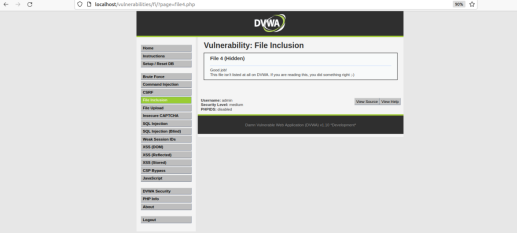 localhost/vulnerabilities/fi/?page=file4.php
90%
DVWA
Home
Instructions
Setup / Reset DB
Brute Force
Command Injection
CSRF
File Inclusion
File Upload
Insecure CAPTCHA
SQL Injection
SQL Injection (Blind)
Weak Session IDs
XSS (DOM)
XSS (Reflected)
XSS (Stored)
CSP Bypass
JavaScript
DVWA Security
PHP Info
About
Logout
Vulnerability: File Inclusion
File 4 (Hidden)
Good job!
This file isn't listed at all on DVWA. If you are reading this, you did something right ;-)
Username: admin
Security Level: medium
PHPIDS: disabled
View Source View Help
Damn Vulnerable Web Application (DVWA) v1.10 *Development*